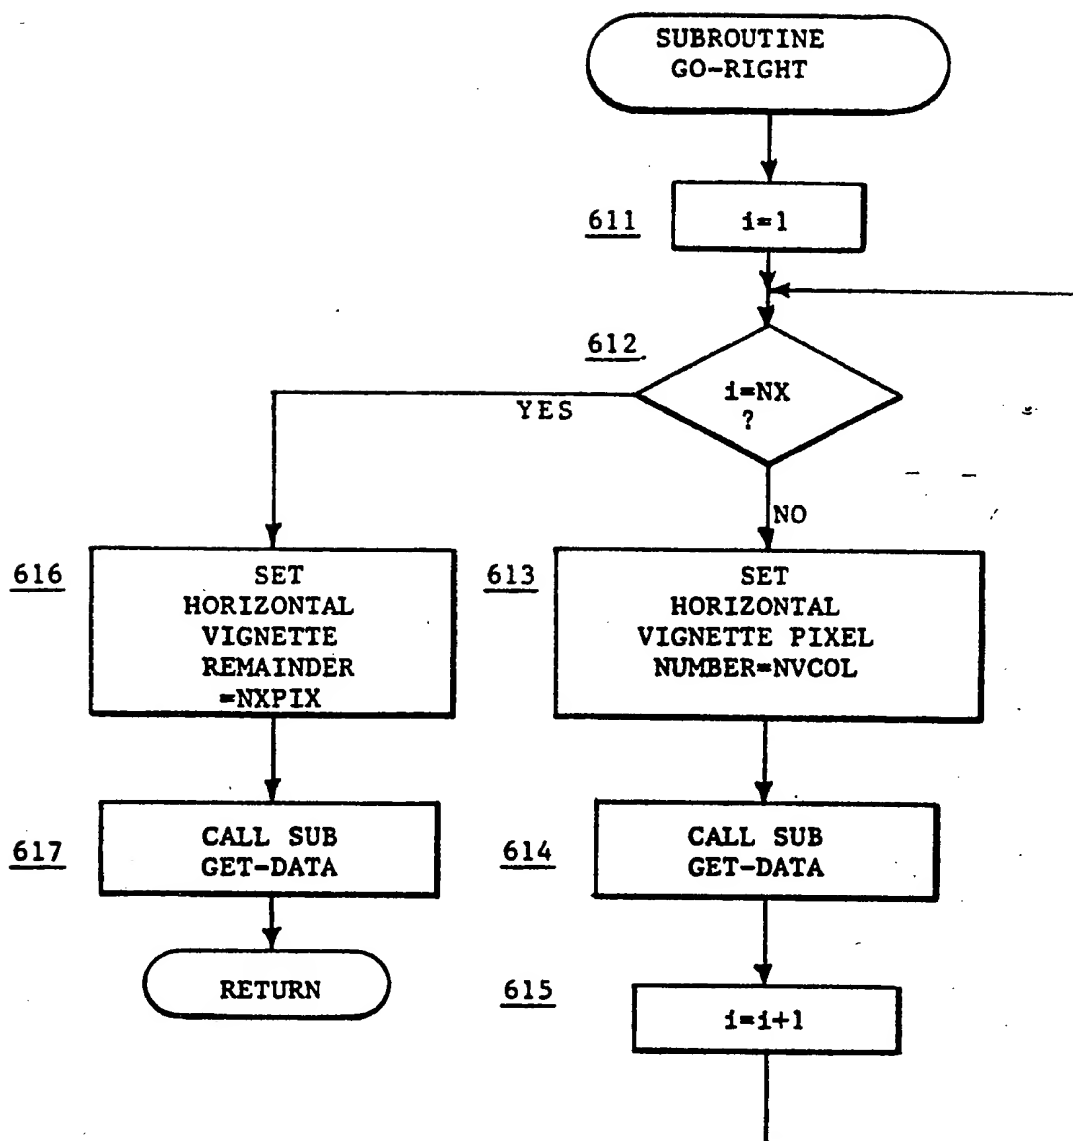 SUBROUTINE
GO-RIGHT
611
i=1
612
i=NX
?
YES
NO
616
SET
HORIZONTAL
VIGNETTE
REMAINDER
=NXPIX
613
SET
HORIZONTAL
VIGNETTE PIXEL
NUMBER=NVCOL
617
CALL SUB
GET-DATA
614
CALL SUB
GET-DATA
RETURN
615
i=i+1